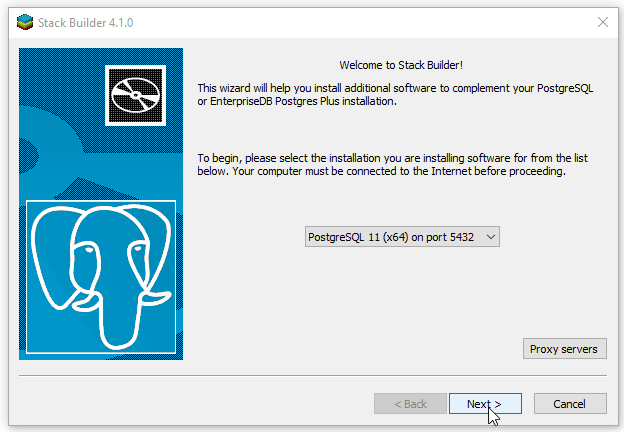 Stack Builder 4.1.0
Welcome to Stack Builder!
This wizard will help you install additional software to complement your PostgreSQL
or EnterpriseDB Postgres Plus installation.
To begin, please select the installation you are installing software for from the list
below. Your computer must be connected to the Internet before proceeding.
PostgreSQL 11 (x64) on port 5432
Proxy servers
< Back
Next >
Cancel